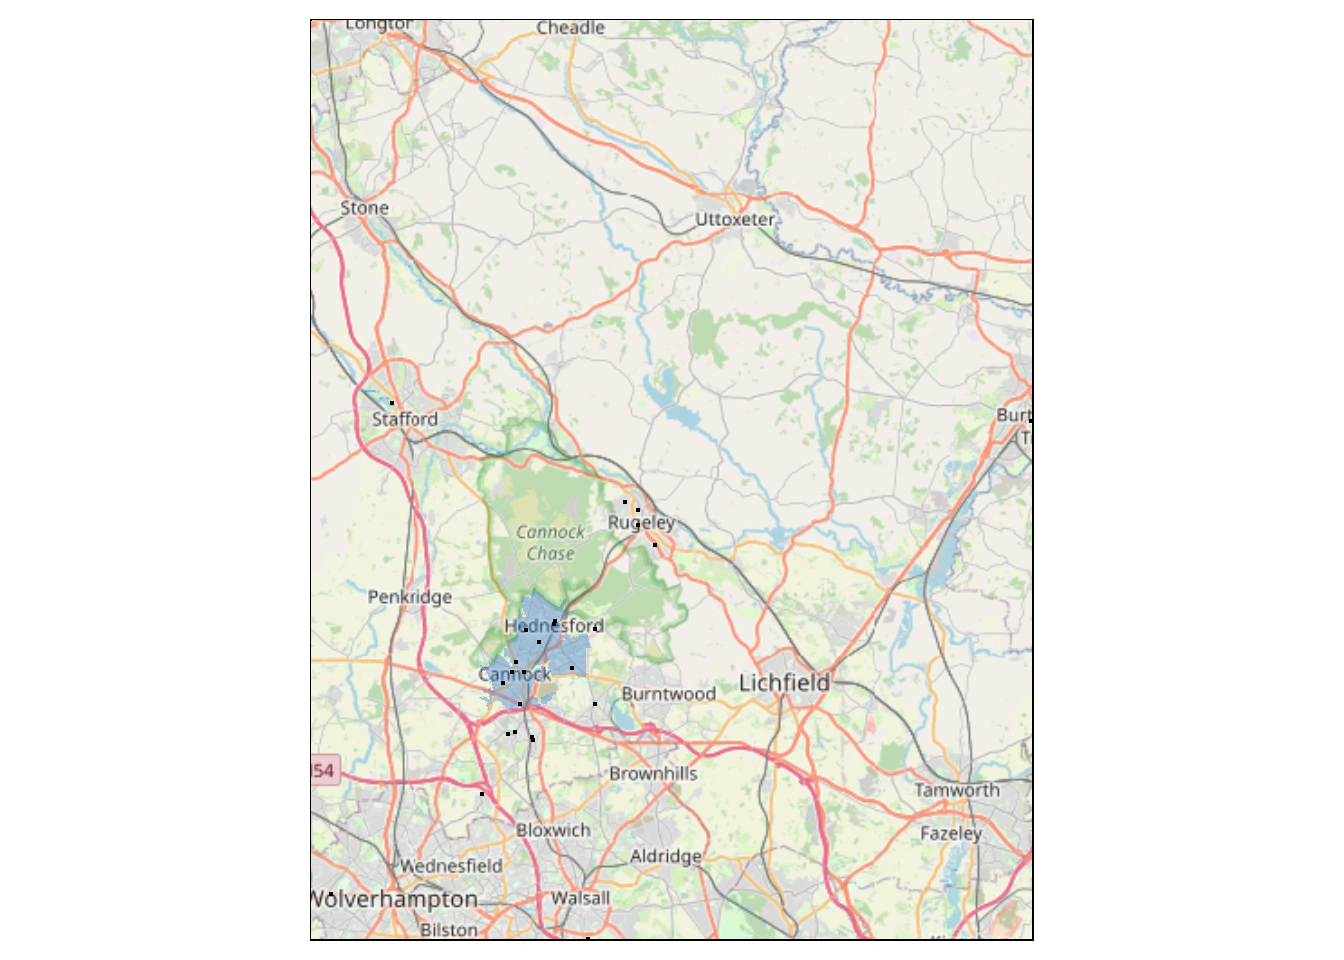 Longton
Cheadle
Stone
Uttoxeter
Stafford
Burt
T
Rugeley
Cannock
Chase
Penkridge
Hednesford
Cannock
Burntwood
Lichfield
54
Brownhills
Tamworth
Bloxwich
Fazeley
Aldridge
Wednesfield
Wolverhampton
Walsall
Bilston